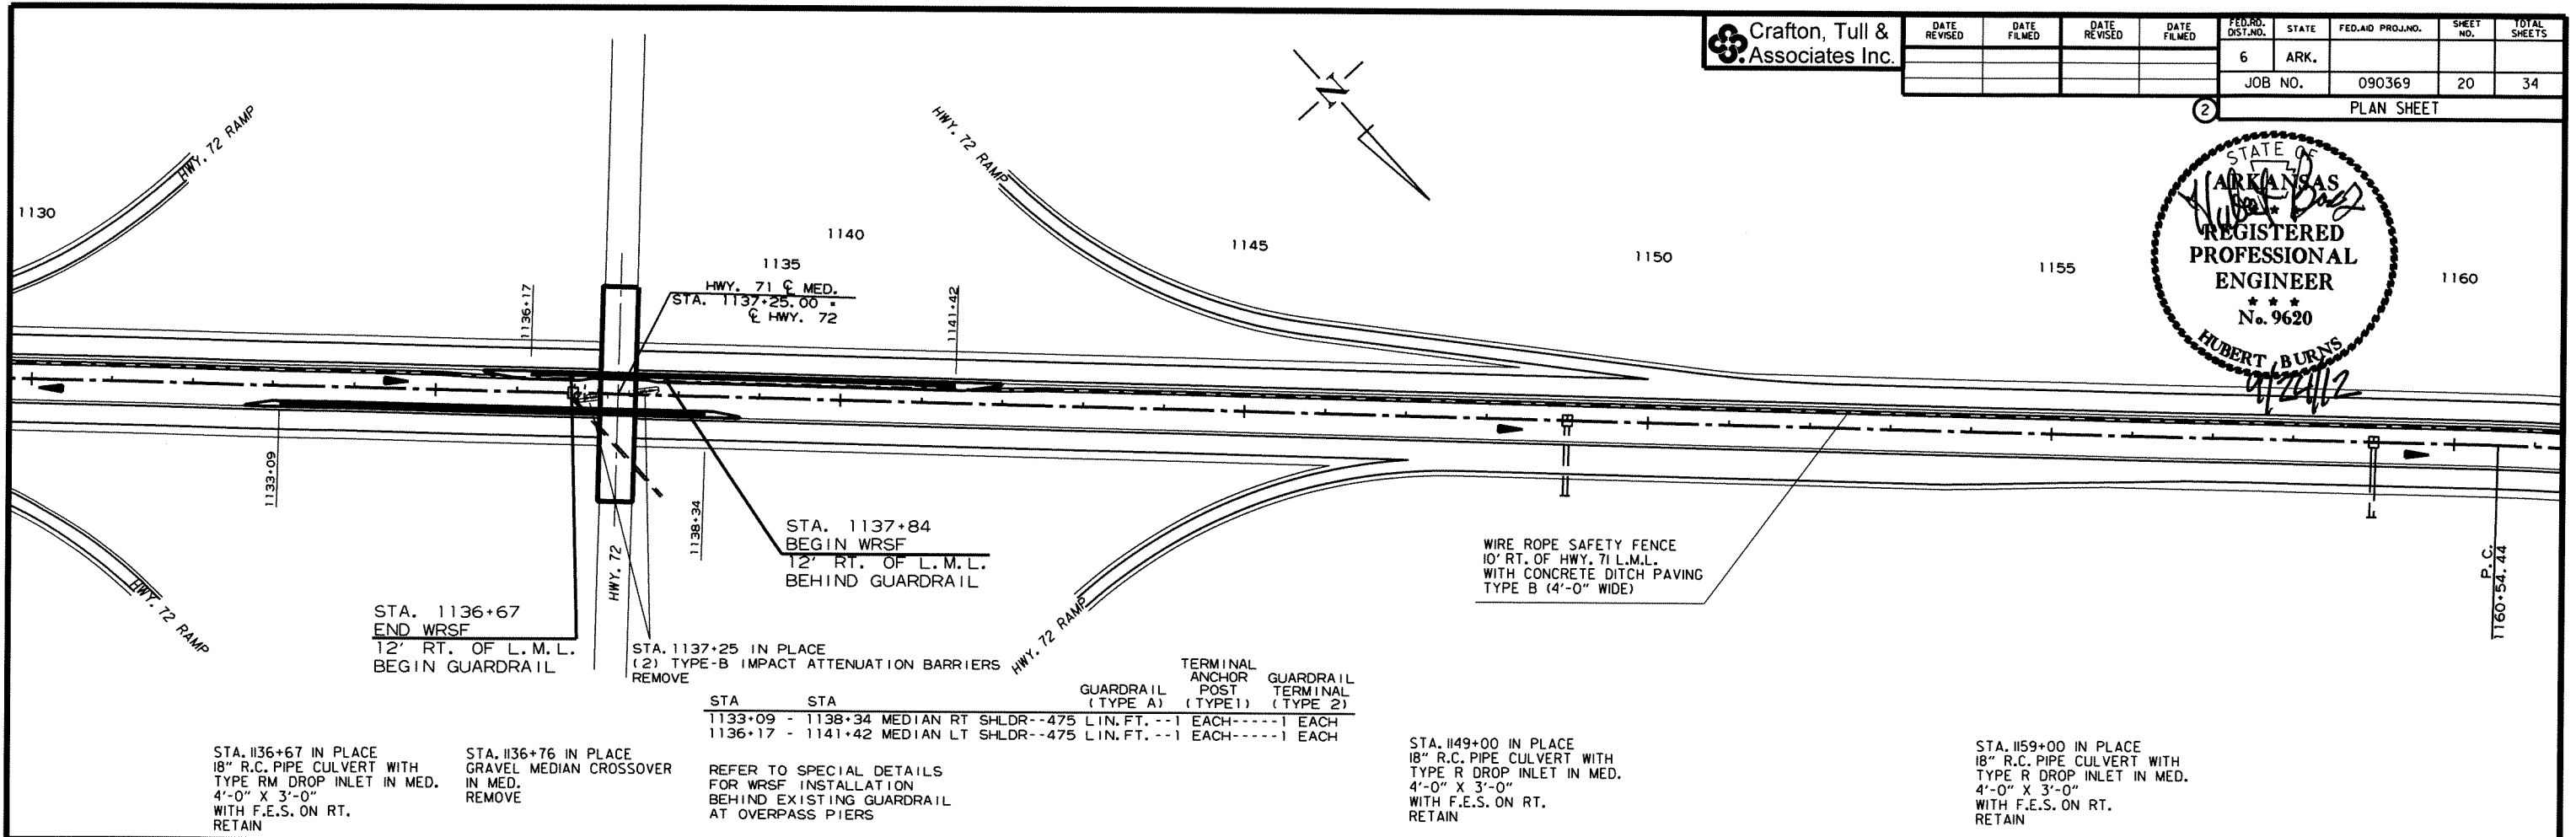 Crafton, Tull &
Associates Inc.
DATE REVISED DATE FILMED DATE REVISED DATE FILMED FED.RD. DIST.NO. STATE FED.AID PROJ.NO. SHEET NO. TOTAL SHEETS
6 ARK.
JOB NO. 090369 20 34
2 PLAN SHEET
STATE OF
ARKANSAS
REGISTERED
PROFESSIONAL
ENGINEER
* * *
No. 9620
HUBERT BURNS
9/24/12
N
HWY. 72 RAMP
HWY. 72 RAMP
1130
1135
1140
1145
1150
1155
1160
HWY. 71 ℄ MED.
STA. 1137+25.00 =
℄ HWY. 72
1136+17
1141+42
1133+09
1138+34
HWY. 72
STA. 1137+84
BEGIN WRSF
12' RT. OF L.M.L.
BEHIND GUARDRAIL
WIRE ROPE SAFETY FENCE
10' RT. OF HWY. 71 L.M.L.
WITH CONCRETE DITCH PAVING
TYPE B (4'-0" WIDE)
P.C.
1160+54.44
HWY. 72 RAMP
HWY. 72 RAMP
STA. 1136+67
END WRSF
12' RT. OF L.M.L.
BEGIN GUARDRAIL
STA. 1137+25 IN PLACE
(2) TYPE-B IMPACT ATTENUATION BARRIERS
REMOVE
TERMINAL
ANCHOR GUARDRAIL
GUARDRAIL POST TERMINAL
STA STA (TYPE A) (TYPE1) (TYPE 2)
1133+09 - 1138+34 MEDIAN RT SHLDR--475 LIN.FT. --1 EACH-----1 EACH
1136+17 - 1141+42 MEDIAN LT SHLDR--475 LIN.FT. --1 EACH-----1 EACH
STA. 1136+67 IN PLACE
18" R.C. PIPE CULVERT WITH
TYPE RM DROP INLET IN MED.
4'-0" X 3'-0"
WITH F.E.S. ON RT.
RETAIN
STA. 1136+76 IN PLACE
GRAVEL MEDIAN CROSSOVER
IN MED.
REMOVE
REFER TO SPECIAL DETAILS
FOR WRSF INSTALLATION
BEHIND EXISTING GUARDRAIL
AT OVERPASS PIERS
STA. 1149+00 IN PLACE
18" R.C. PIPE CULVERT WITH
TYPE R DROP INLET IN MED.
4'-0" X 3'-0"
WITH F.E.S. ON RT.
RETAIN
STA. 1159+00 IN PLACE
18" R.C. PIPE CULVERT WITH
TYPE R DROP INLET IN MED.
4'-0" X 3'-0"
WITH F.E.S. ON RT.
RETAIN